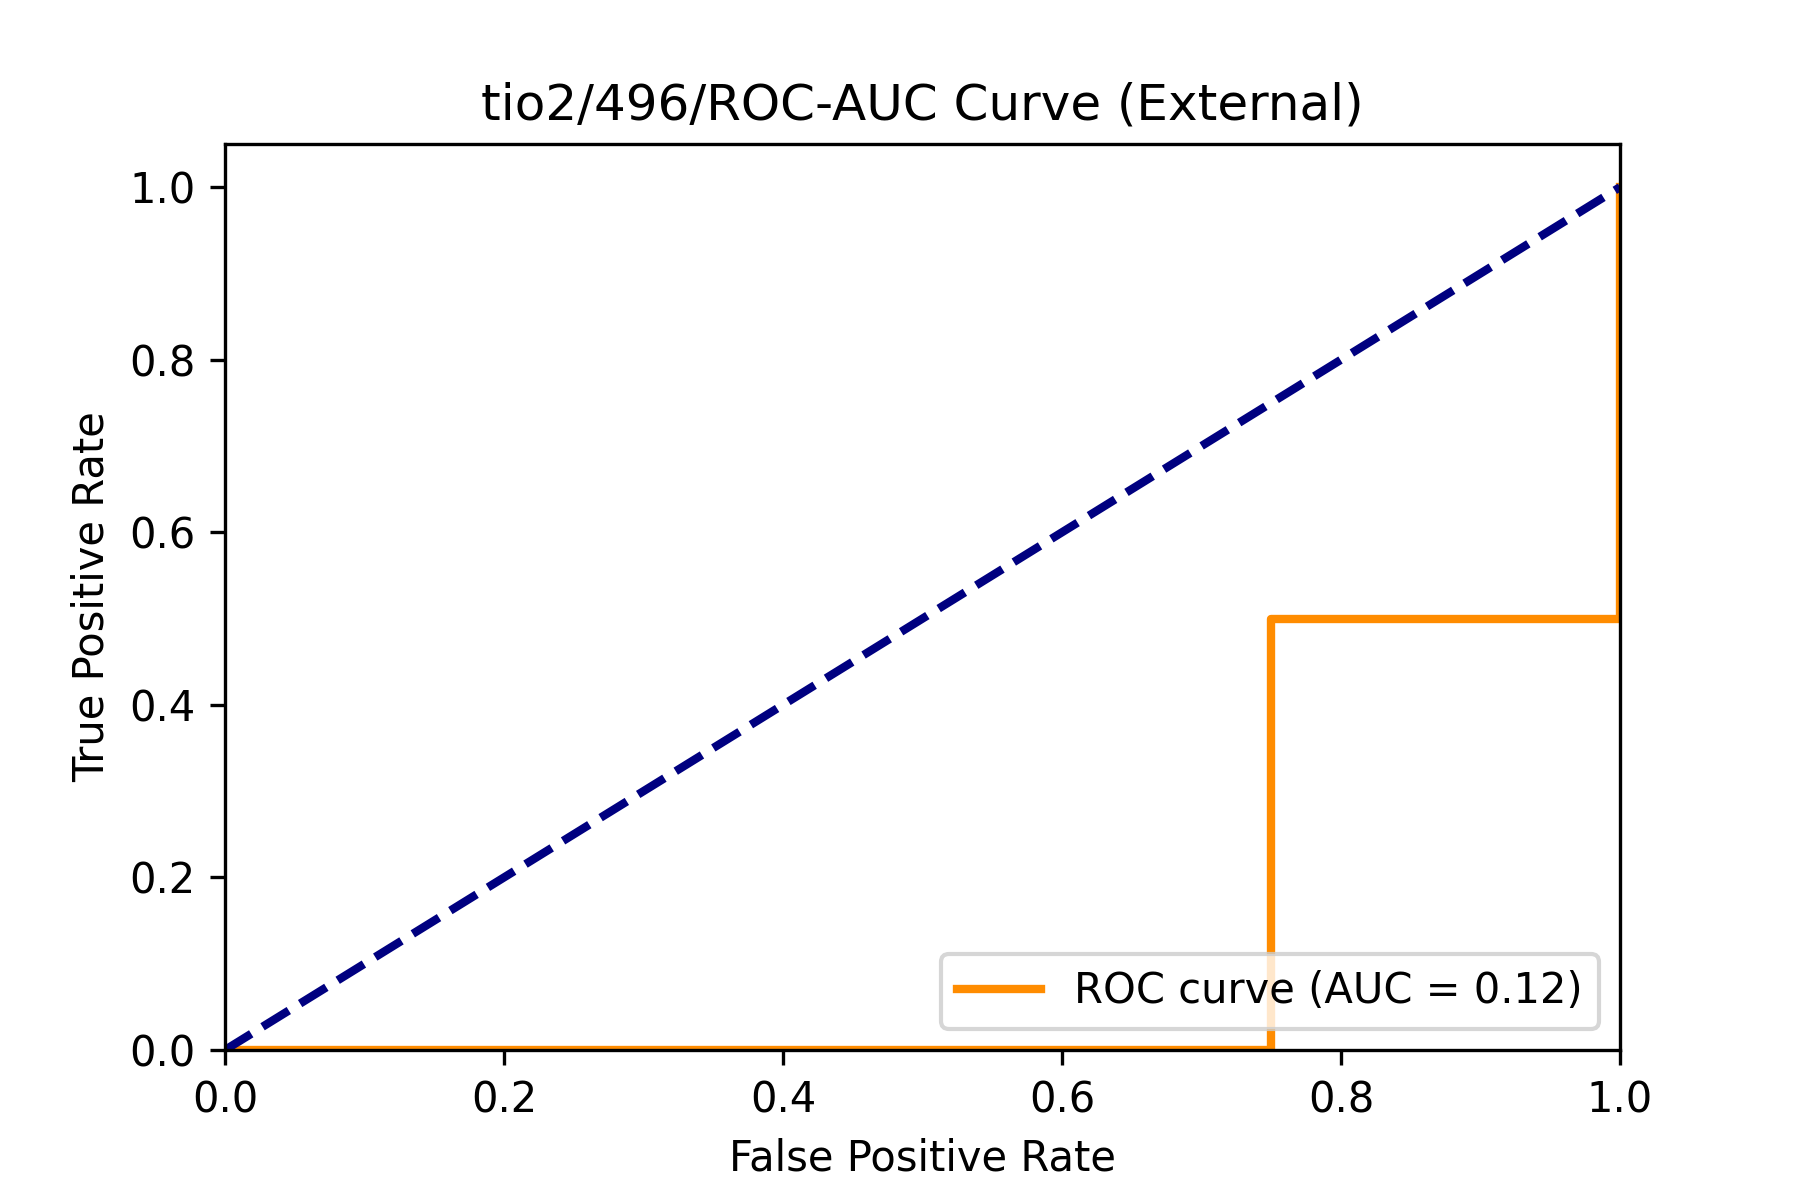 tio2/496/ROC-AUC Curve (External)
1.0
0.8
0.6
0.4
0.2
0.0
True Positive Rate
ROC curve (AUC = 0.12)
0.0 0.2 0.4 0.6 0.8 1.0
False Positive Rate